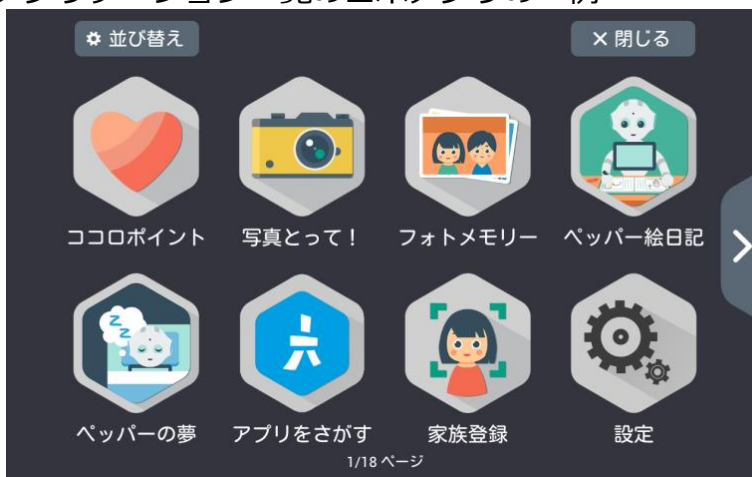 並び替え
閉じる
ココロポイント
写真とって！
フォトメモリー
ペッパー絵日記
ペッパーの夢
アプリをさがす
家族登録
設定
1/18 ページ